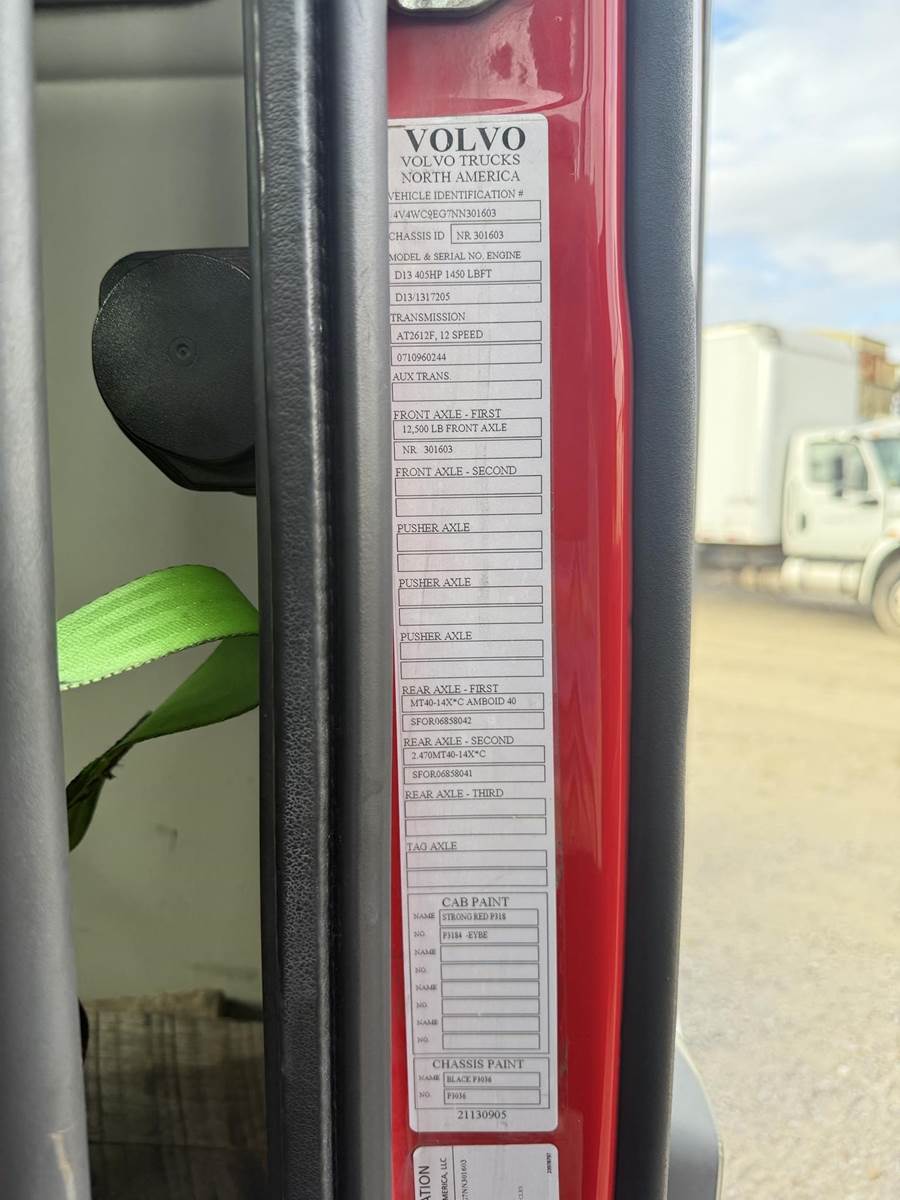 VOLVO
VOLVO TRUCKS
NORTH AMERICA
VEHICLE IDENTIFICATION #
4V4WC9EG7NN301603
CHASSIS ID NR 301603
MODEL & SERIAL NO. ENGINE
D13 405HP 1450 LBFT
D13/1317205
TRANSMISSION
AT2612F, 12 SPEED
0710960244
AUX TRANS.
FRONT AXLE - FIRST
12,500 LB FRONT AXLE
NR 301603
FRONT AXLE - SECOND
PUSHER AXLE
PUSHER AXLE
PUSHER AXLE
REAR AXLE - FIRST
MT40-14X*C AMBOID 40
SFOR06858042
REAR AXLE - SECOND
2.470MT40-14X*C
SFOR06858041
REAR AXLE - THIRD
TAG AXLE
CAB PAINT
NAME STRONG RED P318
NO. P3184 -EYBE
NAME
NO.
NAME
NO.
NAME
NO.
CHASSIS PAINT
NAME BLACK P3036
NO. P3036
21130905
ATION
AMERICA, LLC
7NN301603